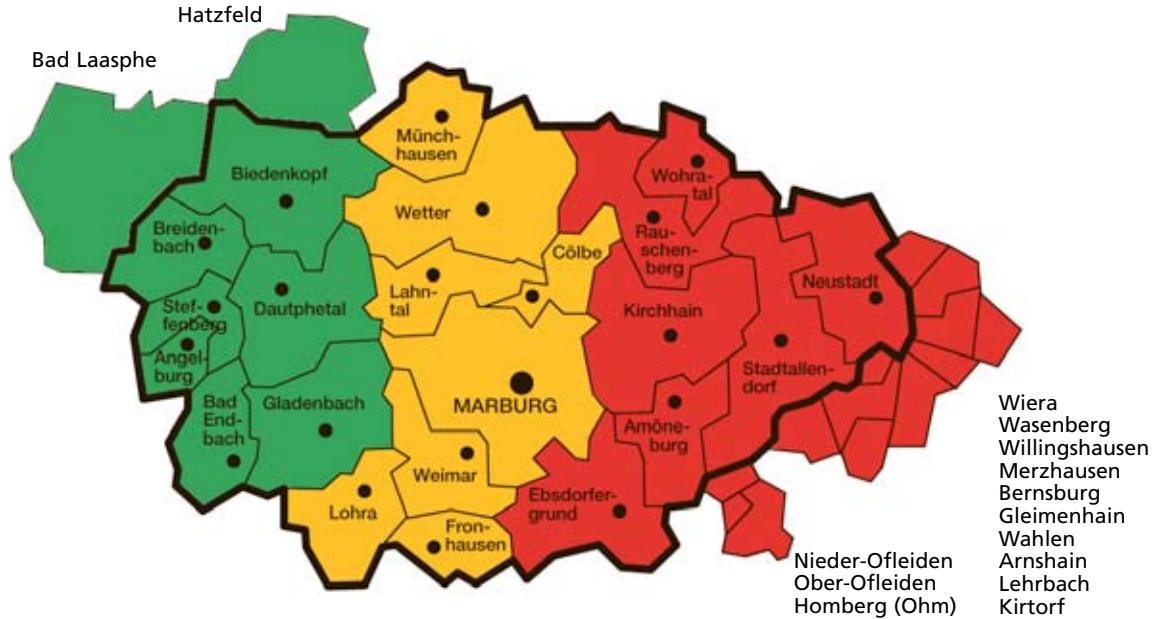 Hatzfeld
Bad Laasphe
Münch-
hausen
Biedenkopf
Wohra-
tal
Wetter
Breiden-
bach
Rau-
schen-
berg
Cölbe
Neustadt
Lahn-
tal
Stef-
fenberg
Dautphetal
Kirchhain
Angel-
burg
Stadtallen-
dorf
Bad
End-
bach
Gladenbach
MARBURG
Amöne-
burg
Weimar
Ebsdorfer-
grund
Lohra
Fron-
hausen
Nieder-Ofleiden
Ober-Ofleiden
Homberg (Ohm)
Wiera
Wasenberg
Willingshausen
Merzhausen
Bernsburg
Gleimenhain
Wahlen
Arnshain
Lehrbach
Kirtorf